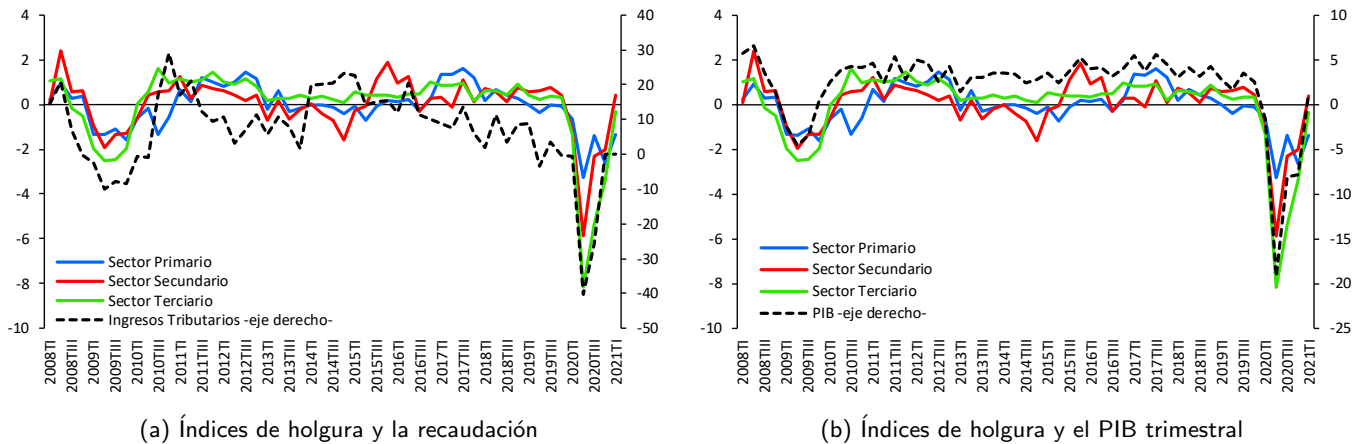 4
2
0
-2
-4
-6
-8
-10
40
30
20
10
0
-10
-20
-30
-40
-50
Sector Primario
Sector Secundario
Sector Terciario
Ingresos Tributarios -eje derecho-
2008TI
2008TIII
2009TI
2009TIII
2010TI
2010TIII
2011TI
2011TIII
2012TI
2012TIII
2013TI
2013TIII
2014TI
2014TIII
2015TI
2015TIII
2016TI
2016TIII
2017TI
2017TIII
2018TI
2018TIII
2019TI
2019TIII
2020TI
2020TIII
2021TI
(a) Índices de holgura y la recaudación
4
2
0
-2
-4
-6
-8
-10
10
5
0
-5
-10
-15
-20
-25
Sector Primario
Sector Secundario
Sector Terciario
PIB -eje derecho-
2008TI
2008TIII
2009TI
2009TIII
2010TI
2010TIII
2011TI
2011TIII
2012TI
2012TIII
2013TI
2013TIII
2014TI
2014TIII
2015TI
2015TIII
2016TI
2016TIII
2017TI
2017TIII
2018TI
2018TIII
2019TI
2019TIII
2020TI
2020TIII
2021TI
(b) Índices de holgura y el PIB trimestral